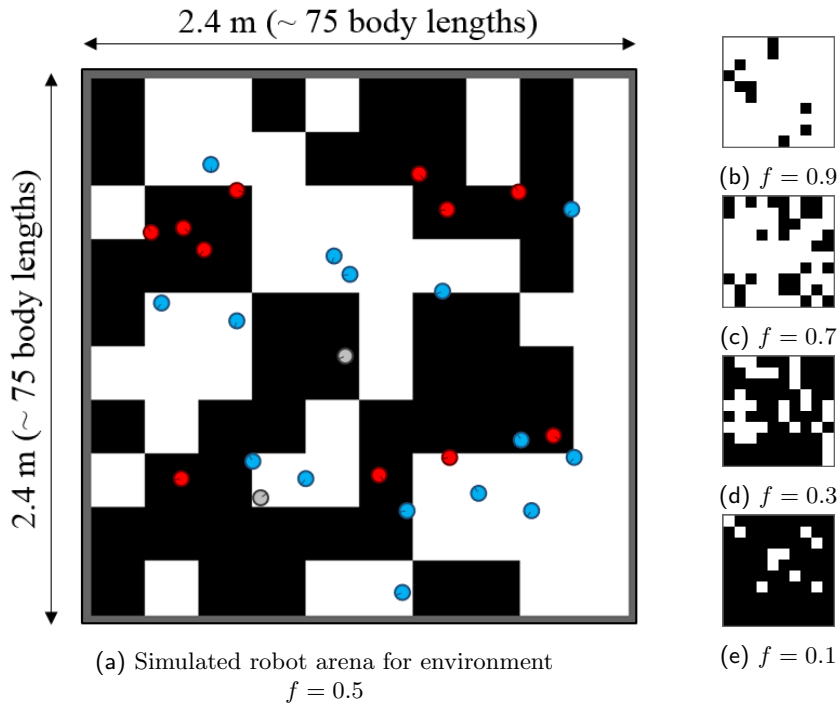 2.4 m (~ 75 body lengths)
2.4 m (~ 75 body lengths)
(a) Simulated robot arena for environment
f = 0.5
(b) f = 0.9
(c) f = 0.7
(d) f = 0.3
(e) f = 0.1